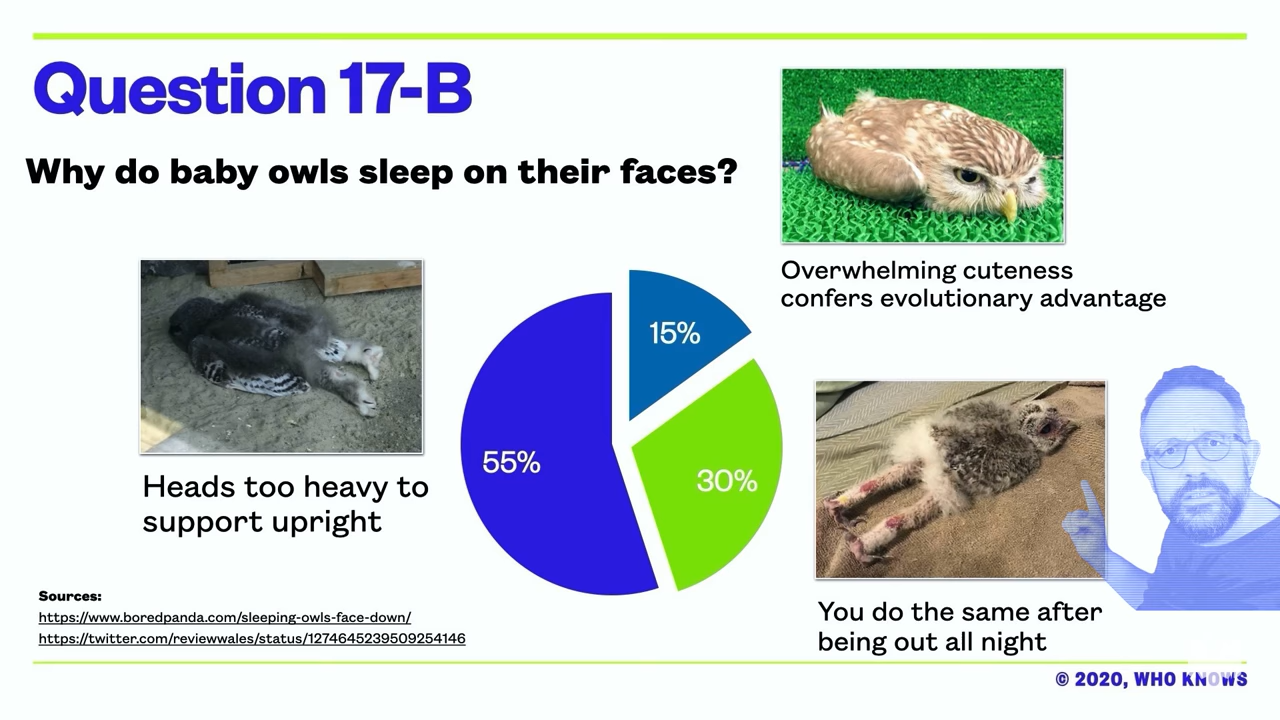 Question 17-B
Why do baby owls sleep on their faces?
Overwhelming cuteness
confers evolutionary advantage
15%
55%
30%
Heads too heavy to
support upright
You do the same after
being out all night
Sources:
https://www.boredpanda.com/sleeping-owls-face-down/
https://twitter.com/reviewwales/status/1274645239509254146
© 2020, WHO KNOWS